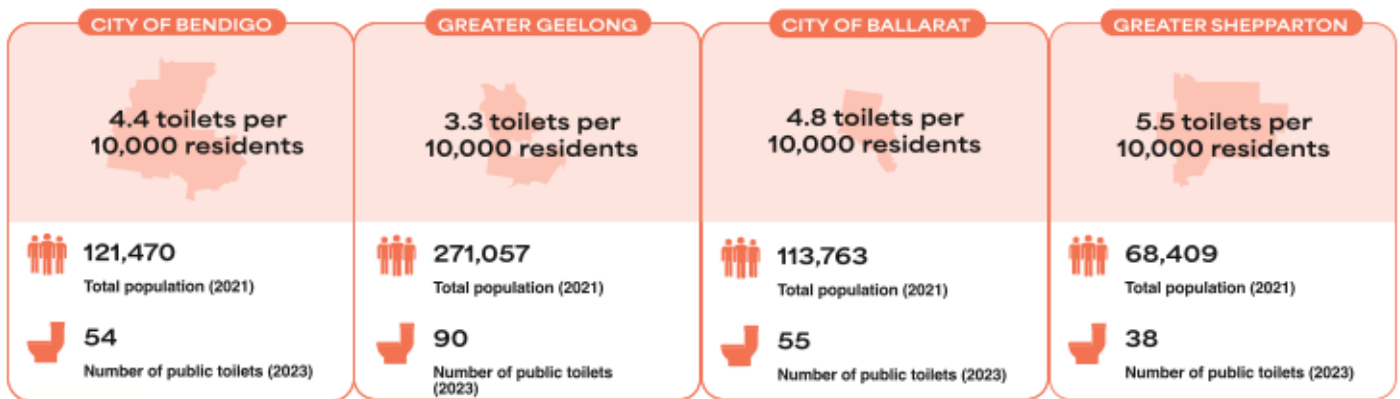 CITY OF BENDIGO
4.4 toilets per
10,000 residents
121,470
Total population (2021)
54
Number of public toilets (2023)
GREATER GEELONG
3.3 toilets per
10,000 residents
271,057
Total population (2021)
90
Number of public toilets
(2023)
CITY OF BALLARAT
4.8 toilets per
10,000 residents
113,763
Total population (2021)
55
Number of public toilets (2023)
GREATER SHEPPARTON
5.5 toilets per
10,000 residents
68,409
Total population (2021)
38
Number of public toilets (2023)